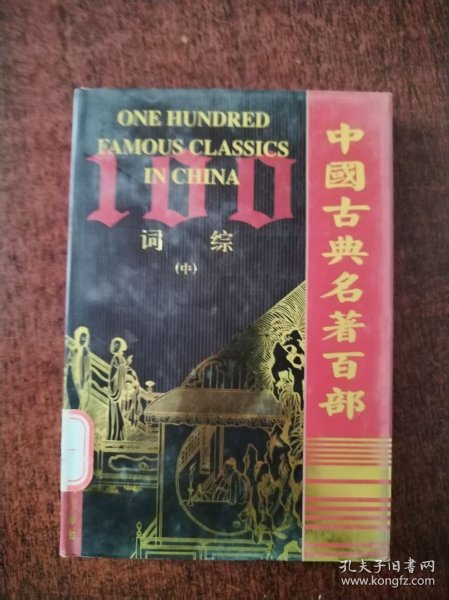 ONE HUNDRED
FAMOUS CLASSICS
IN CHINA
100
词 综
(中)
中國古典名著百部
孔夫子旧书网
www.kongfz.com